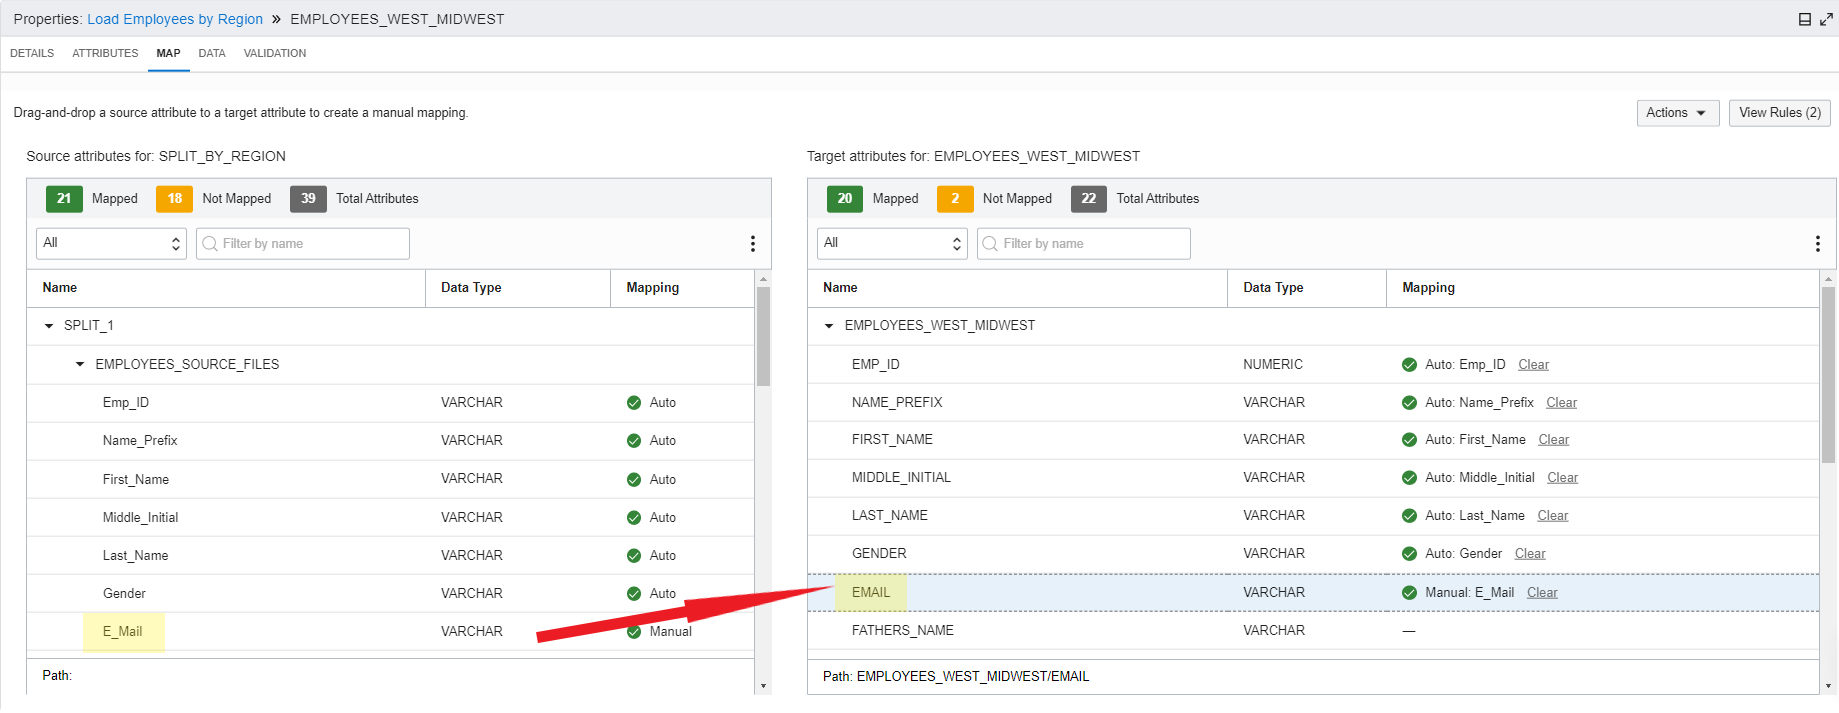 Properties: Load Employees by Region » EMPLOYEES_WEST_MIDWEST
DETAILS ATTRIBUTES MAP DATA VALIDATION
Drag-and-drop a source attribute to a target attribute to create a manual mapping.
Actions View Rules (2)
Source attributes for: SPLIT_BY_REGION
21 Mapped 18 Not Mapped 39 Total Attributes
All Filter by name
Name Data Type Mapping
SPLIT_1
EMPLOYEES_SOURCE_FILES
Emp_ID VARCHAR Auto
Name_Prefix VARCHAR Auto
First_Name VARCHAR Auto
Middle_Initial VARCHAR Auto
Last_Name VARCHAR Auto
Gender VARCHAR Auto
E_Mail VARCHAR Manual
Path:
Target attributes for: EMPLOYEES_WEST_MIDWEST
20 Mapped 2 Not Mapped 22 Total Attributes
All Filter by name
Name Data Type Mapping
EMPLOYEES_WEST_MIDWEST
EMP_ID NUMERIC Auto: Emp_ID Clear
NAME_PREFIX VARCHAR Auto: Name_Prefix Clear
FIRST_NAME VARCHAR Auto: First_Name Clear
MIDDLE_INITIAL VARCHAR Auto: Middle_Initial Clear
LAST_NAME VARCHAR Auto: Last_Name Clear
GENDER VARCHAR Auto: Gender Clear
EMAIL VARCHAR Manual: E_Mail Clear
FATHERS_NAME VARCHAR —
Path: EMPLOYEES_WEST_MIDWEST/EMAIL